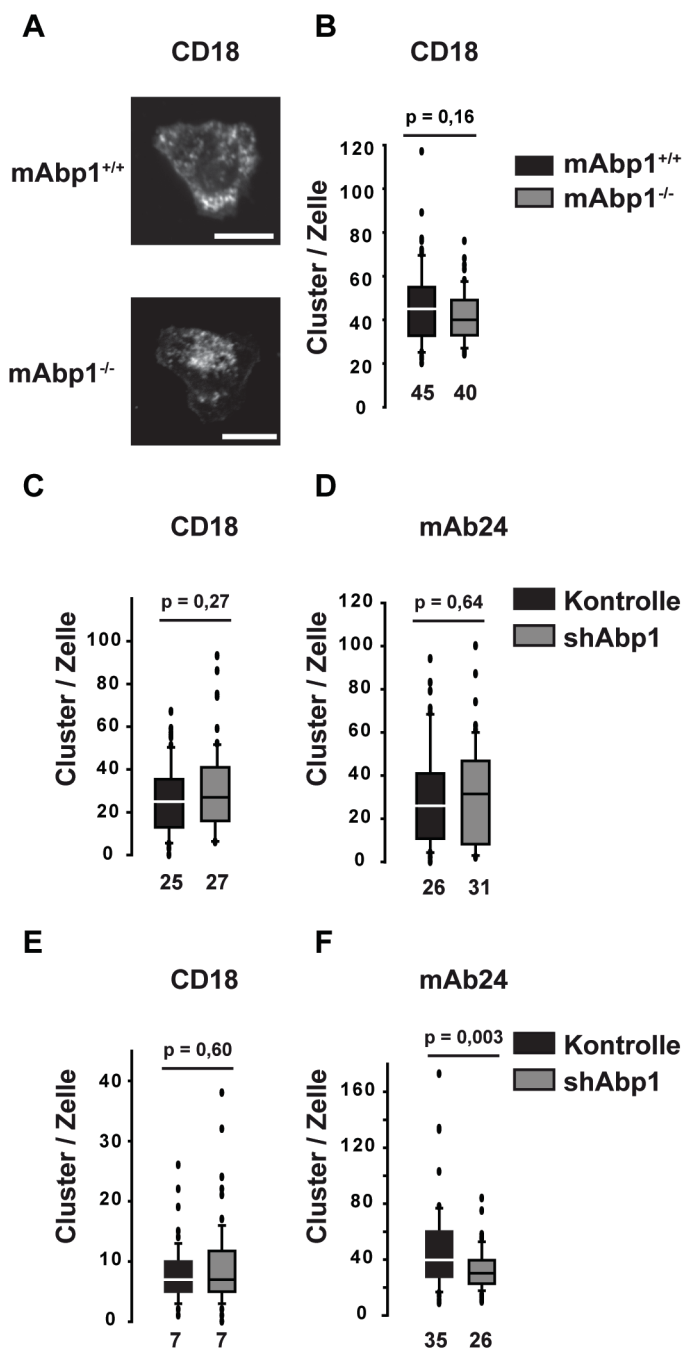 A
CD18
mAbp1+/+
mAbp1-/-
B
CD18
p = 0,16
Cluster / Zelle
120
100
80
60
40
20
0
45 40
mAbp1+/+
mAbp1-/-
C
CD18
p = 0,27
Cluster / Zelle
100
80
60
40
20
0
25 27
D
mAb24
p = 0,64
Cluster / Zelle
120
100
80
60
40
20
0
26 31
Kontrolle
shAbp1
E
CD18
p = 0,60
Cluster / Zelle
40
30
20
10
0
7 7
F
mAb24
p = 0,003
Cluster / Zelle
160
120
80
40
0
35 26
Kontrolle
shAbp1